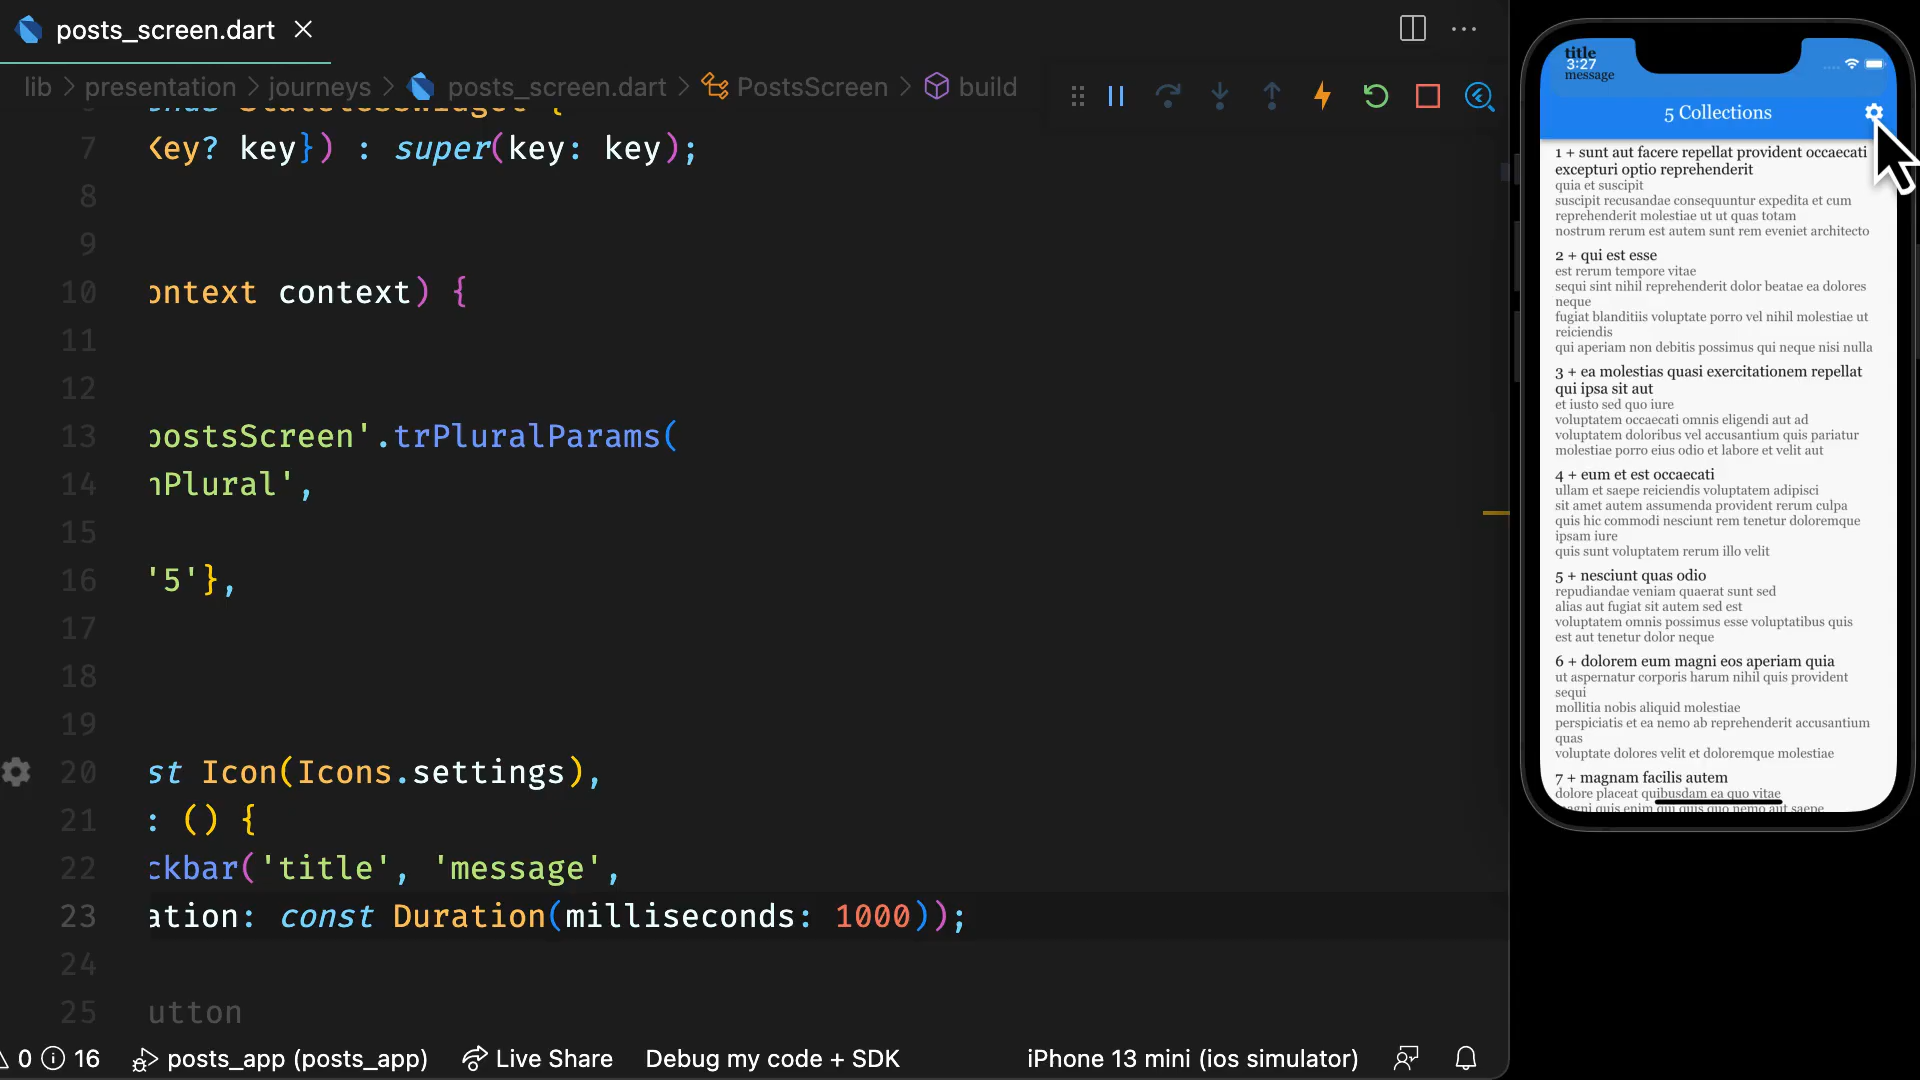 posts_screen.dart
lib > presentation > journeys > posts_screen.dart > PostsScreen > build
7 Key? key}) : super(key: key);
8
9
10 ontext context) {
11
12
13 postsScreen'.trPluralParams(
14 nPlural',
15
16 '5'},
17
18
19
20 st Icon(Icons.settings),
21 : () {
22 ckbar('title', 'message',
23 ation: const Duration(milliseconds: 1000));
24
25 utton
0 16 posts_app (posts_app) Live Share Debug my code + SDK iPhone 13 mini (ios simulator)
title
3:27
message
5 Collections
1 + sunt aut facere repellat provident occaecati
excepturi optio reprehenderit
quia et suscipit
suscipit recusandae consequuntur expedita et cum
reprehenderit molestiae ut ut quas totam
nostrum rerum est autem sunt rem eveniet architecto
2 + qui est esse
est rerum tempore vitae
sequi sint nihil reprehenderit dolor beatae ea dolores
neque
fugiat blanditiis voluptate porro vel nihil molestiae ut
reiciendis
qui aperiam non debitis possimus qui neque nisi nulla
3 + ea molestias quasi exercitationem repellat
qui ipsa sit aut
et iusto sed quo iure
voluptatem occaecati omnis eligendi aut ad
voluptatem doloribus vel accusantium quis pariatur
molestiae porro eius odio et labore et velit aut
4 + eum et est occaecati
ullam et saepe reiciendis voluptatem adipisci
sit amet autem assumenda provident rerum culpa
quis hic commodi nesciunt rem tenetur doloremque
ipsam iure
quis sunt voluptatem rerum illo velit
5 + nesciunt quas odio
repudiandae veniam quaerat sunt sed
alias aut fugiat sit autem sed est
voluptatem omnis possimus esse voluptatibus quis
est aut tenetur dolor neque
6 + dolorem eum magni eos aperiam quia
ut aspernatur corporis harum nihil quis provident
sequi
mollitia nobis aliquid molestiae
perspiciatis et ea nemo ab reprehenderit accusantium
quas
voluptate dolores velit et doloremque molestiae
7 + magnam facilis autem
dolore placeat quibusdam ea quo vitae
magni quis enim qui quis quo nemo aut saepe